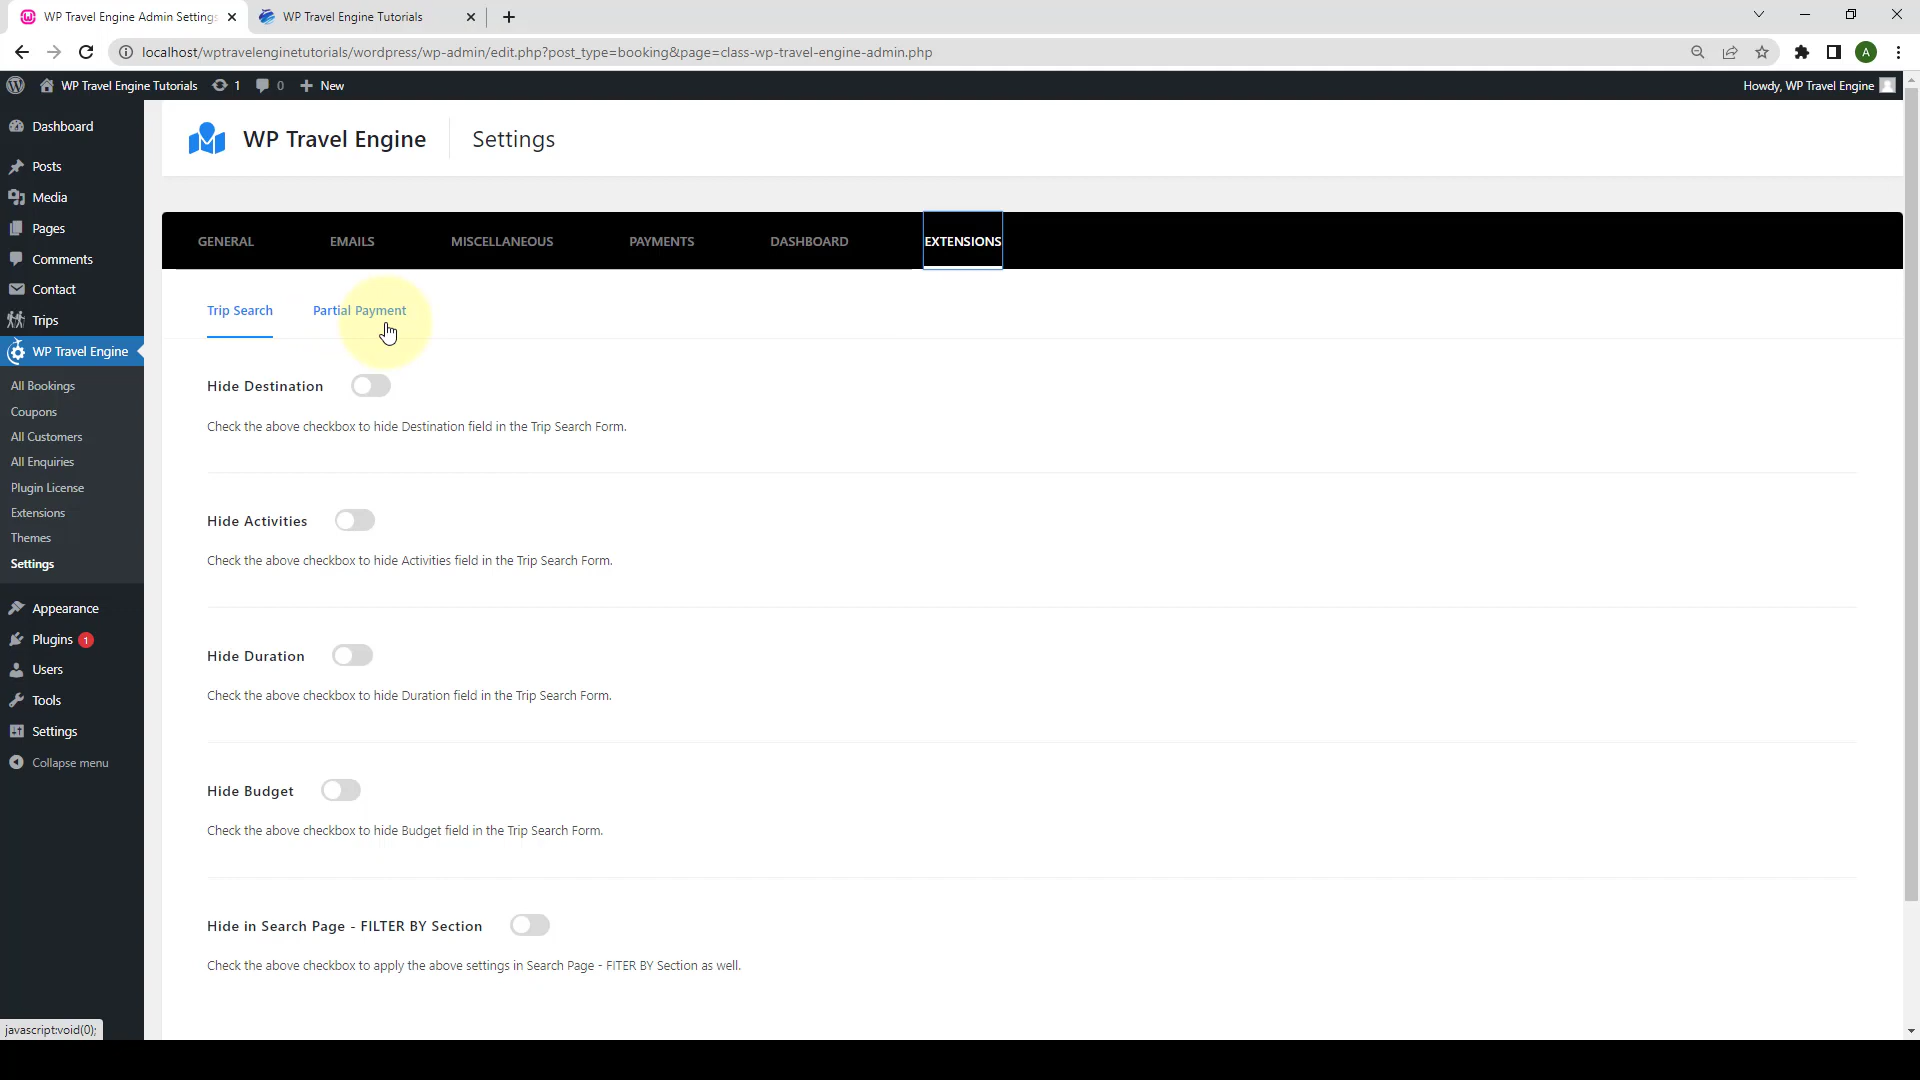 WP Travel Engine Admin Settings
WP Travel Engine Tutorials
localhost/wptravelenginetutorials/wordpress/wp-admin/edit.php?post_type=booking&page=class-wp-travel-engine-admin.php
A
WP Travel Engine Tutorials
1
0
New
Howdy, WP Travel Engine
Dashboard
Posts
Media
Pages
Comments
Contact
Trips
WP Travel Engine
All Bookings
Coupons
All Customers
All Enquiries
Plugin License
Extensions
Themes
Settings
Appearance
Plugins 1
Users
Tools
Settings
Collapse menu
WP Travel Engine
Settings
GENERAL
EMAILS
MISCELLANEOUS
PAYMENTS
DASHBOARD
EXTENSIONS
Trip Search
Partial Payment
Hide Destination
Check the above checkbox to hide Destination field in the Trip Search Form.
Hide Activities
Check the above checkbox to hide Activities field in the Trip Search Form.
Hide Duration
Check the above checkbox to hide Duration field in the Trip Search Form.
Hide Budget
Check the above checkbox to hide Budget field in the Trip Search Form.
Hide in Search Page - FILTER BY Section
Check the above checkbox to apply the above settings in Search Page - FITER BY Section as well.
javascript:void(0);